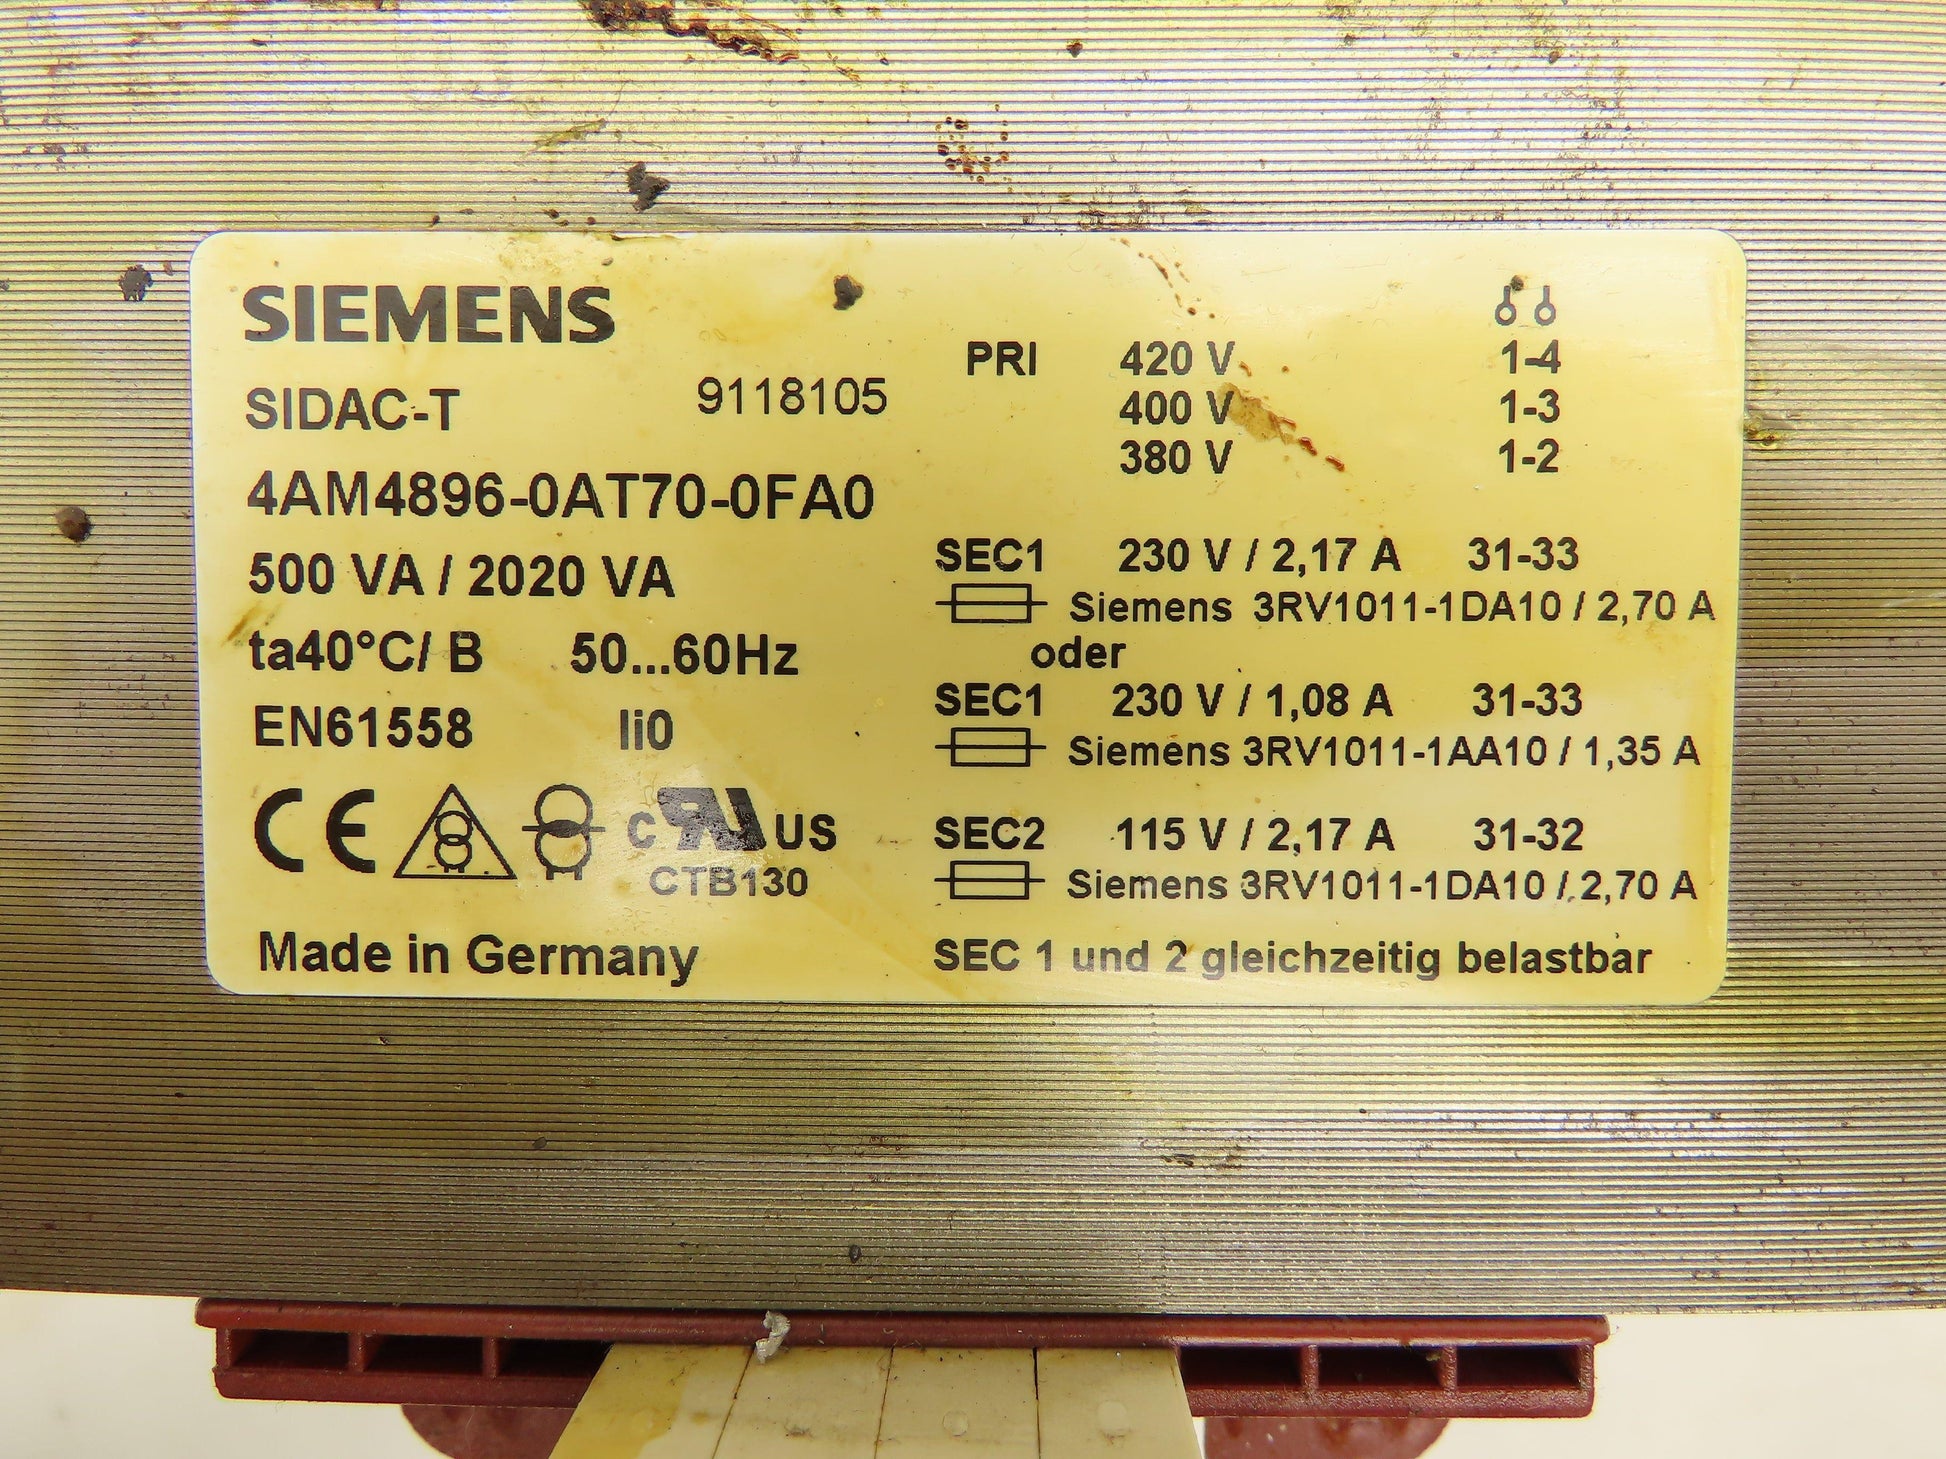 SIEMENS
SIDAC-T 9118105
4AM4896-0AT70-0FA0
500 VA / 2020 VA
ta40°C/ B 50...60Hz
EN61558 Ii0
CE
C US
CTB130
Made in Germany
PRI 420 V 1-4
400 V 1-3
380 V 1-2
SEC1 230 V / 2,17 A 31-33
Siemens 3RV1011-1DA10 / 2,70 A
oder
SEC1 230 V / 1,08 A 31-33
Siemens 3RV1011-1AA10 / 1,35 A
SEC2 115 V / 2,17 A 31-32
Siemens 3RV1011-1DA10 / 2,70 A
SEC 1 und 2 gleichzeitig belastbar